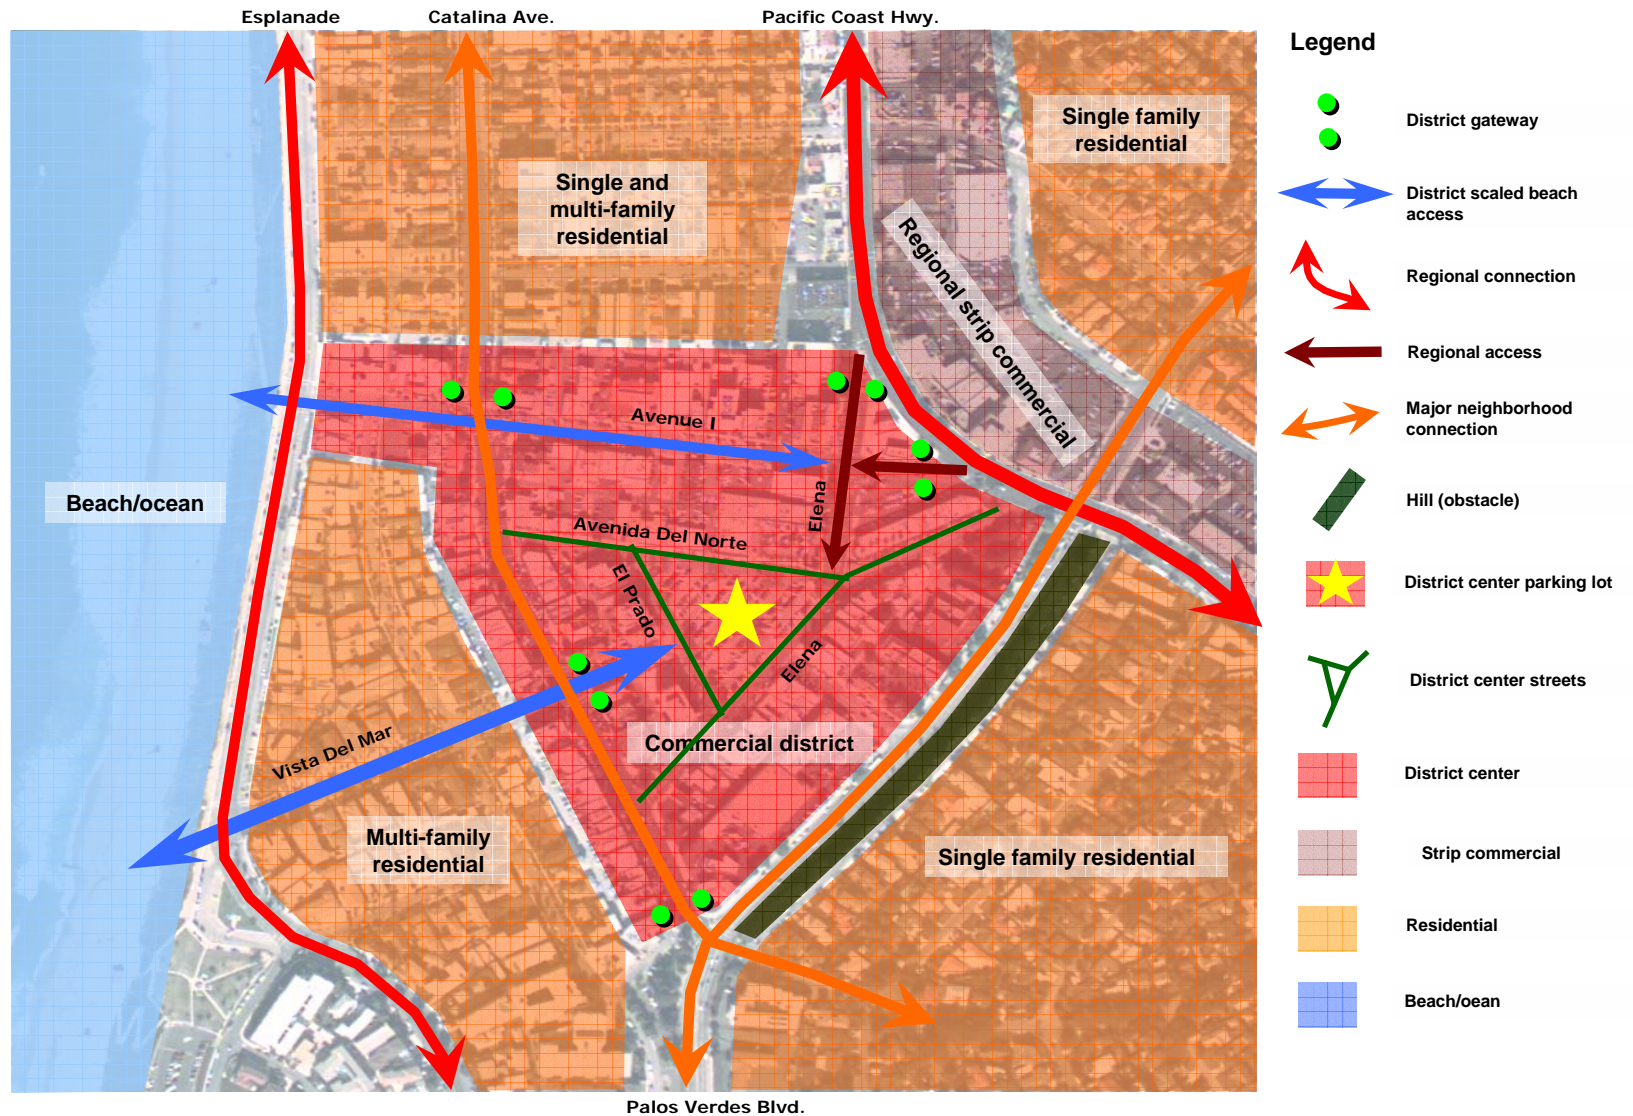 Esplanade
Catalina Ave.
Pacific Coast Hwy.
Single family
residential
Single and
multi-family
residential
Regional strip commercial
Avenue I
Beach/ocean
Elena
Avenida Del Norte
El Prado
Elena
Commercial district
Vista Del Mar
Multi-family
residential
Single family residential
Palos Verdes Blvd.
Legend
District gateway
District scaled beach
access
Regional connection
Regional access
Major neighborhood
connection
Hill (obstacle)
District center parking lot
District center streets
District center
Strip commercial
Residential
Beach/oean